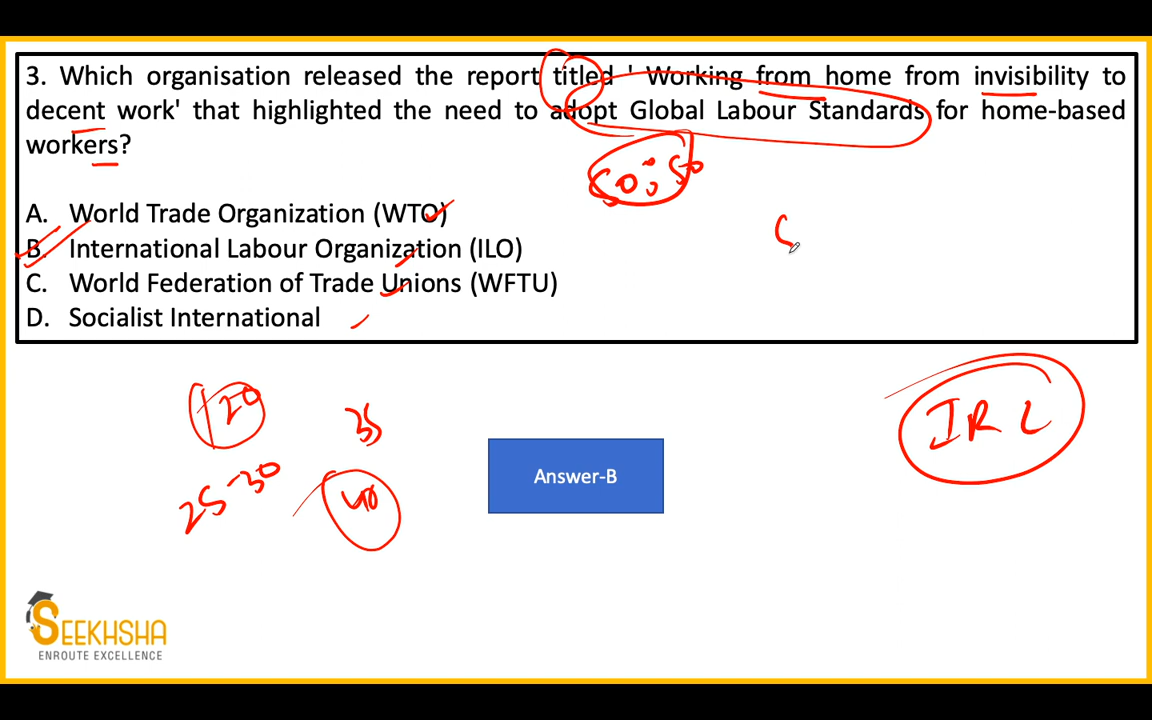 3. Which organisation released the report titled ' Working from home from invisibility to
decent work' that highlighted the need to adopt Global Labour Standards for home-based
workers?
50:50
A. World Trade Organization (WTO)
B. International Labour Organization (ILO)
C. World Federation of Trade Unions (WFTU)
D. Socialist International
120
35
IRL
25-30
40
Answer-B
SEEKHSHA
ENROUTE EXCELLENCE